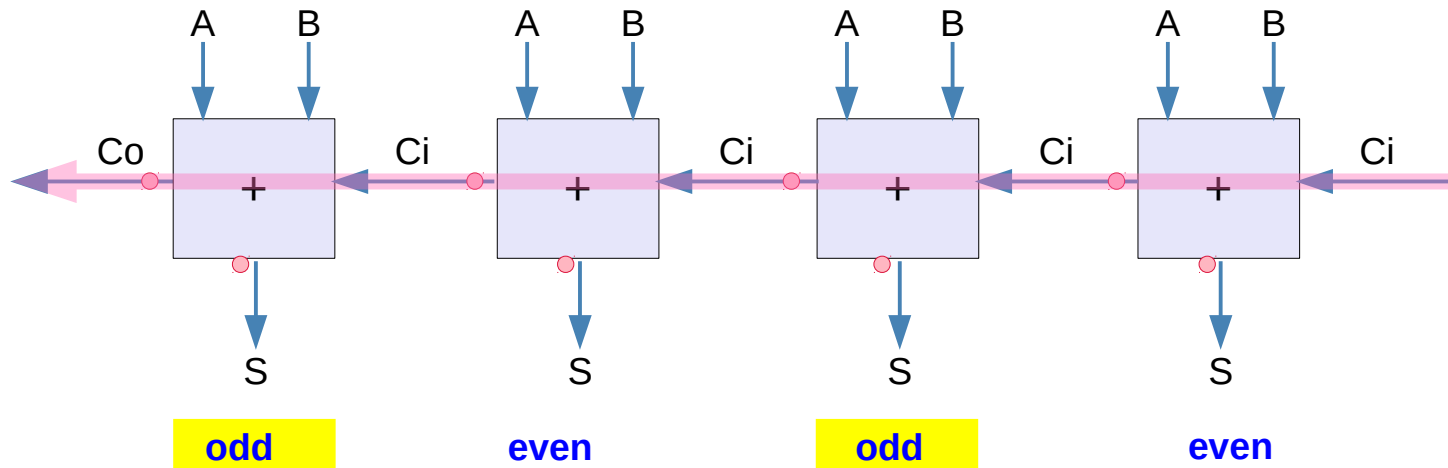 A B A B A B A B
Co Ci Ci Ci Ci
+ + + +
S S S S
odd even odd even